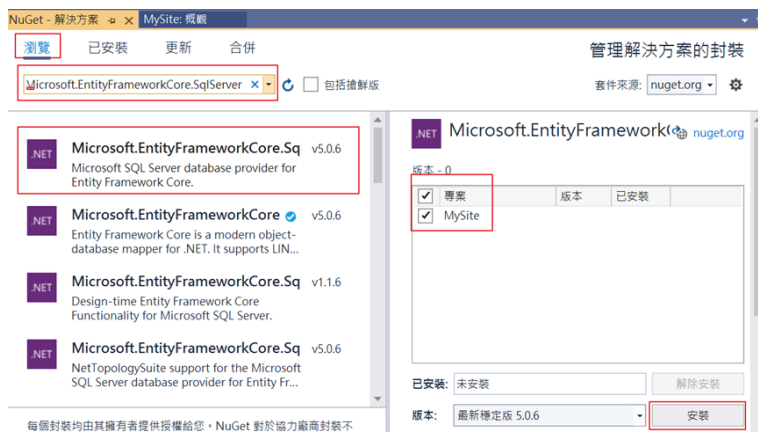 NuGet - 解決方案
MySite: 概觀
瀏覽 已安裝 更新 合併
管理解決方案的封裝
Microsoft.EntityFrameworkCore.SqlServer
包括搶鮮版
套件來源: nuget.org
.NET
Microsoft.EntityFrameworkCore.Sq v5.0.6
Microsoft SQL Server database provider for
Entity Framework Core.
.NET
Microsoft.EntityFrameworkCore v5.0.6
Entity Framework Core is a modern object-
database mapper for .NET. It supports LIN...
.NET
Microsoft.EntityFrameworkCore.Sq v1.1.6
Design-time Entity Framework Core
Functionality for Microsoft SQL Server.
.NET
Microsoft.EntityFrameworkCore.Sq v5.0.6
NetTopologySuite support for the Microsoft
SQL Server database provider for Entity Fr...
每個封裝均由其擁有者提供授權給您。NuGet 對於協力廠商封裝不
.NET
Microsoft.EntityFramework
nuget.org
版本 - 0
專案 版本 已安裝
MySite
已安裝: 未安裝 解除安裝
版本: 最新穩定版 5.0.6 安裝